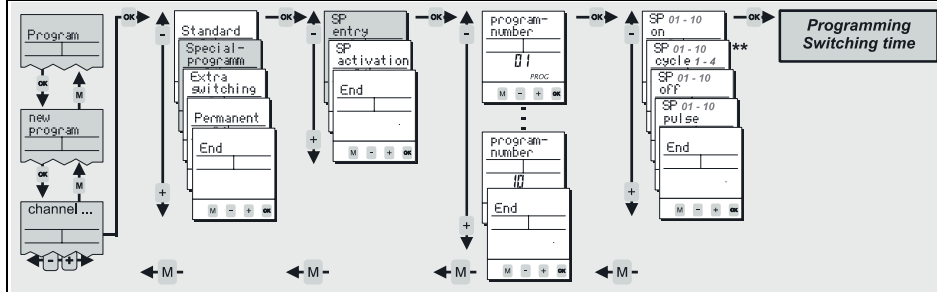 Program
OK
M
new
program
OK
M
channel ...
- +
OK
-
+
Standard
Special-
programm
Extra
switching
Permanent
End
M - + OK
M
OK
-
+
SP
entry
SP
activation
End
M - + OK
M
OK
-
+
program-
number
01
PROG
M - + OK
program-
number
10
End
M - + OK
M
OK
-
+
SP 01 - 10
on
SP 01 - 10 **
cycle 1 - 4
SP 01 - 10
off
SP 01 - 10
pulse
End
M - + OK
M
OK
Programming
Switching time